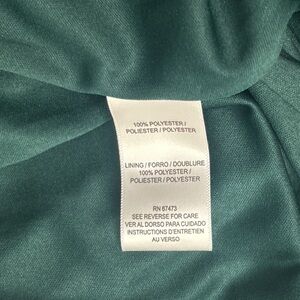 100% POLYESTER /
POLIESTER / POLYESTER
LINING / FORRO / DOUBLURE
100% POLYESTER /
POLIESTER / POLYESTER
RN 67473
SEE REVERSE FOR CARE
VER AL DORSO PARA CUIDADO
INSTRUCTIONS D'ENTRETIEN
AU VERSO